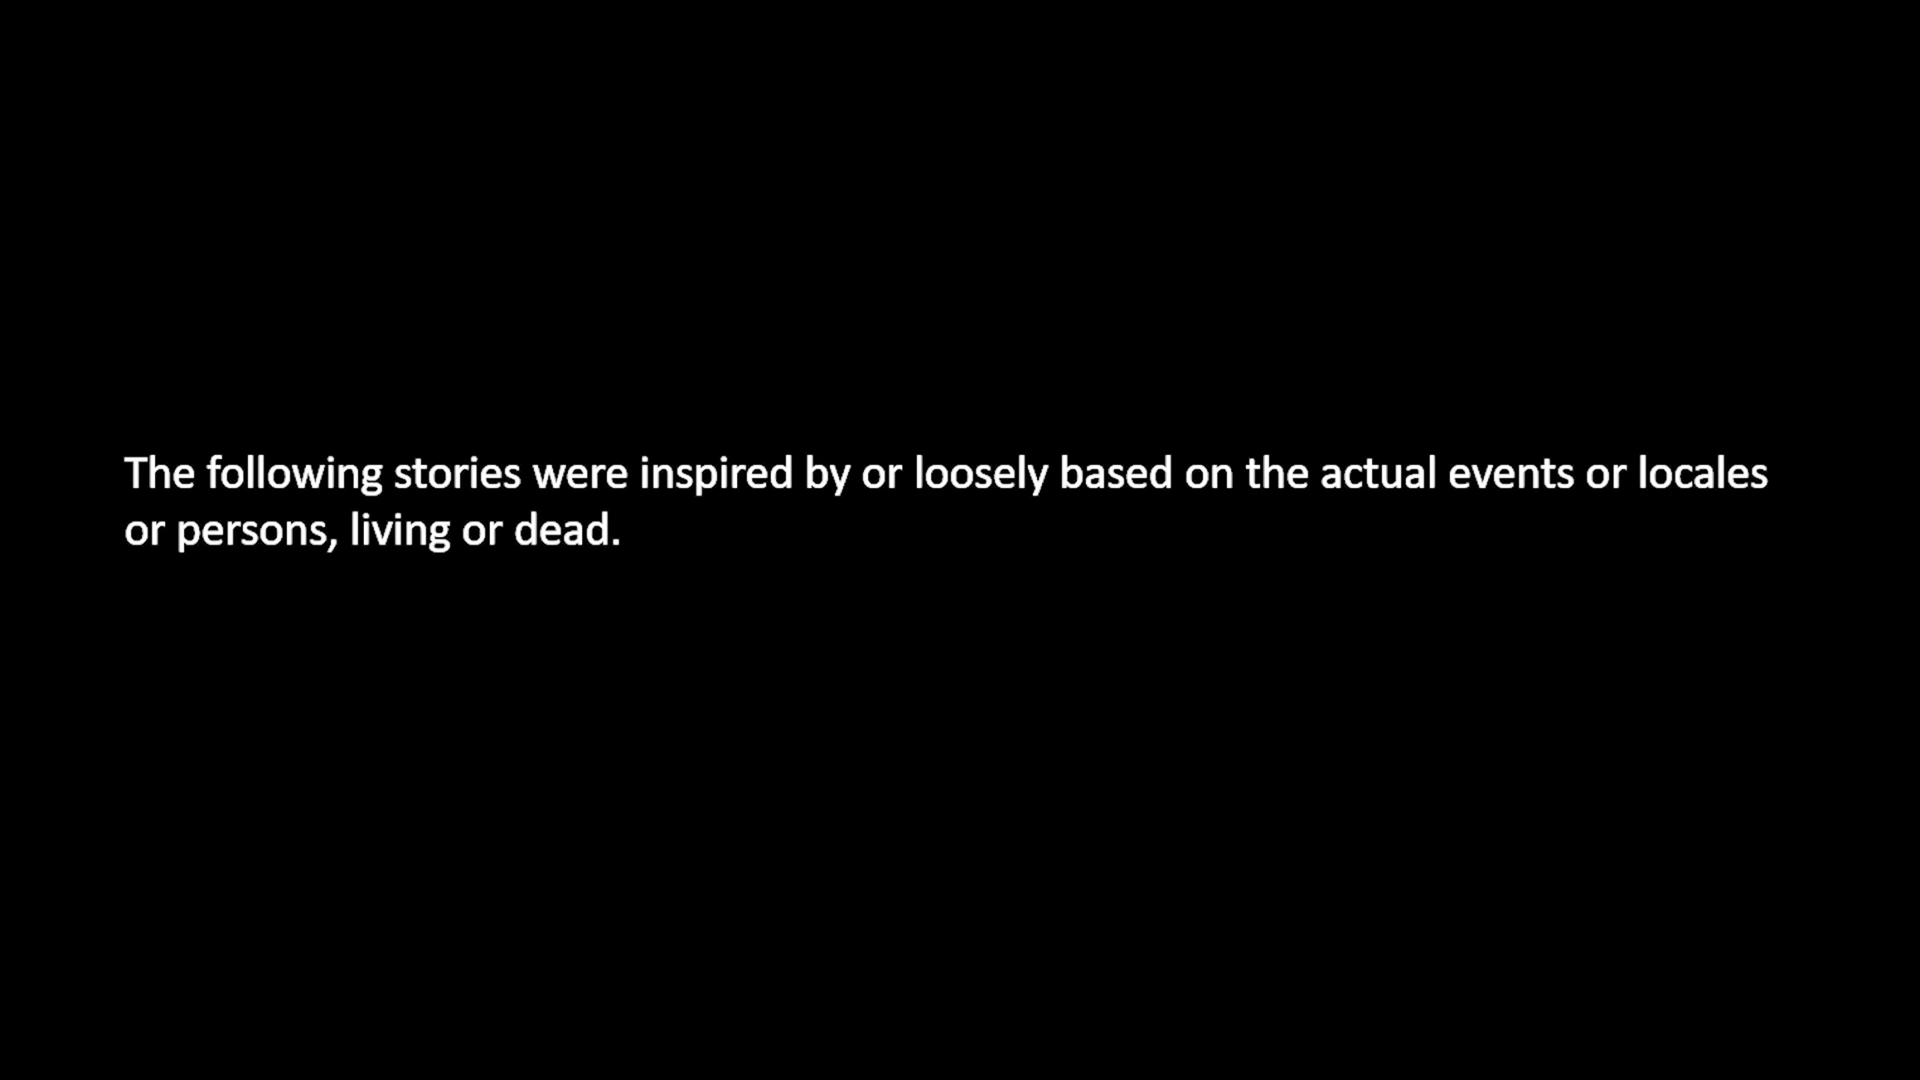 The following stories were inspired by or loosely based on the actual events or locales
or persons, living or dead.